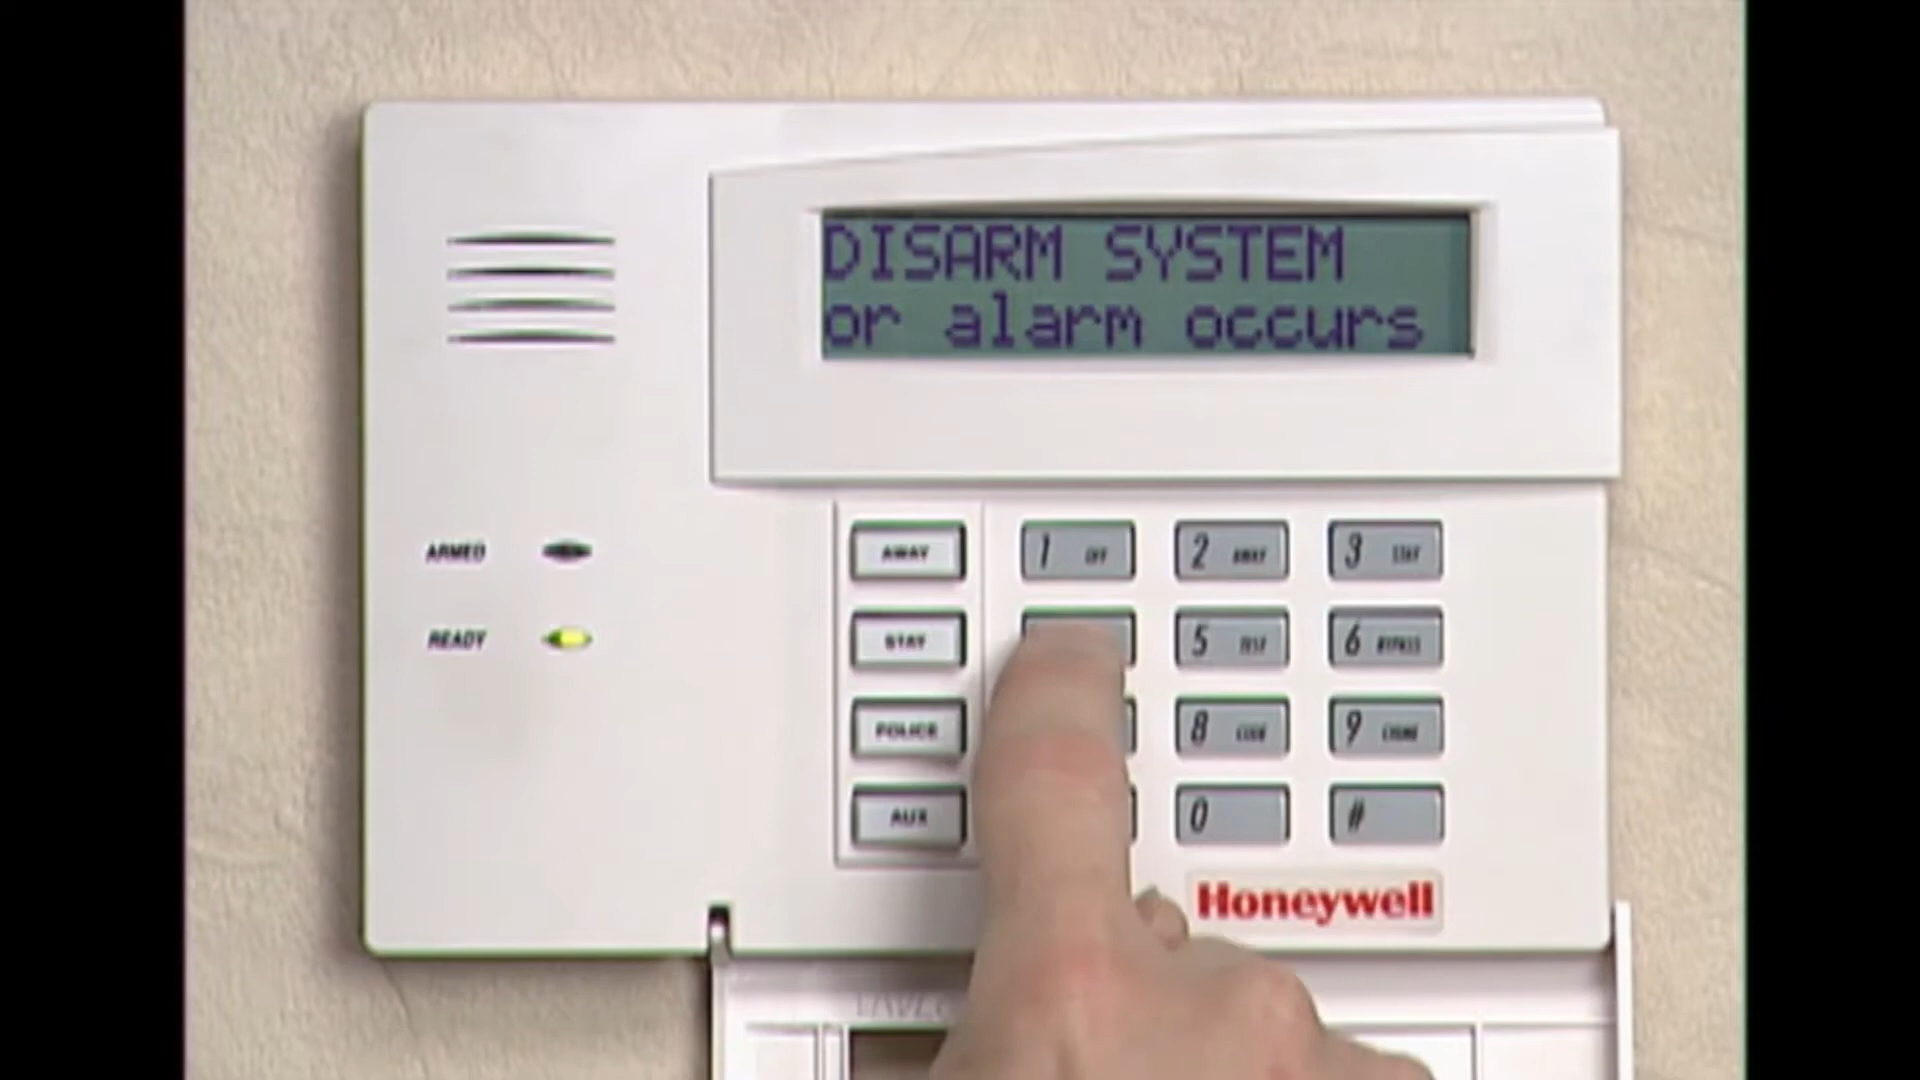 DISARM SYSTEM
or alarm occurs
ARMED
READY
AWAY 1 OFF 2 AWAY 3 STAY
STAY 5 TEST 6 BYPASS
POLICE 8 CODE 9 CHIME
AUX 0 #
Honeywell